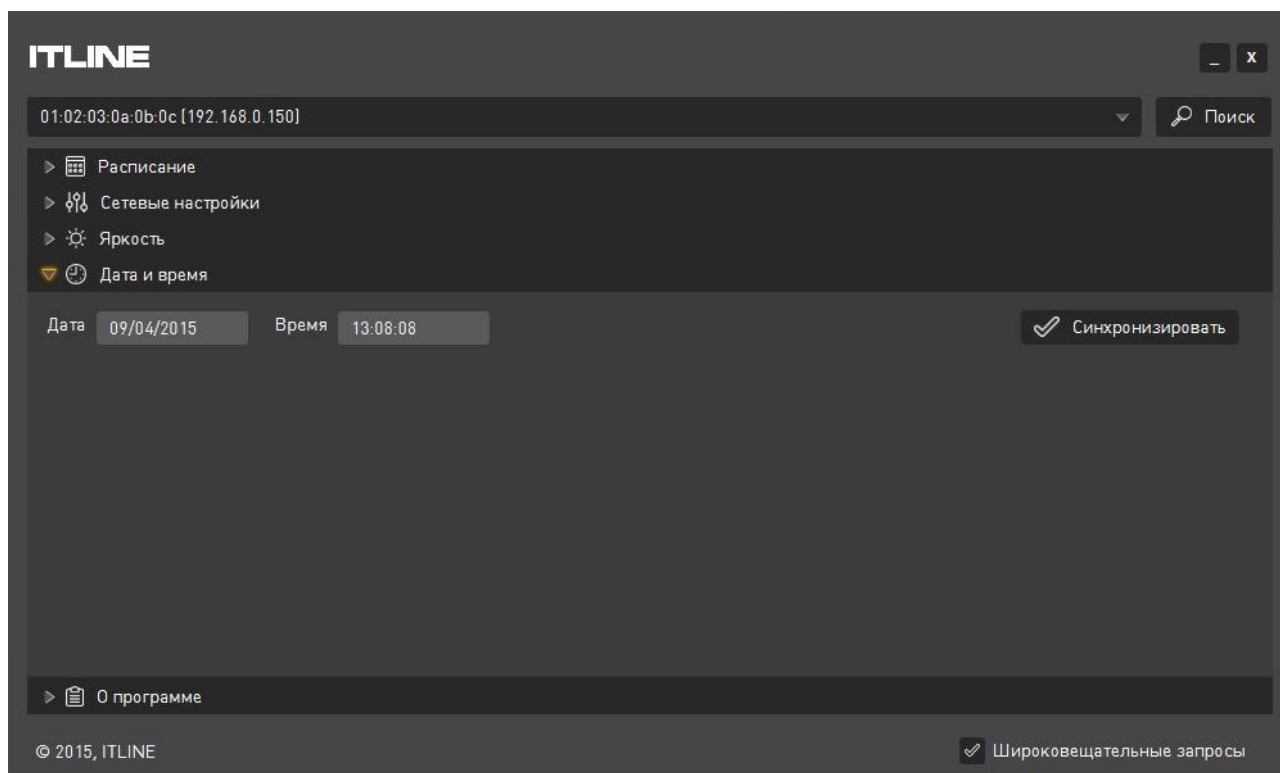 ITLINE
_ X
01:02:03:0a:0b:0c [192.168.0.150] Поиск
Расписание
Сетевые настройки
Яркость
Дата и время
Дата 09/04/2015 Время 13:08:08 Синхронизировать
О программе
© 2015, ITLINE Широковещательные запросы